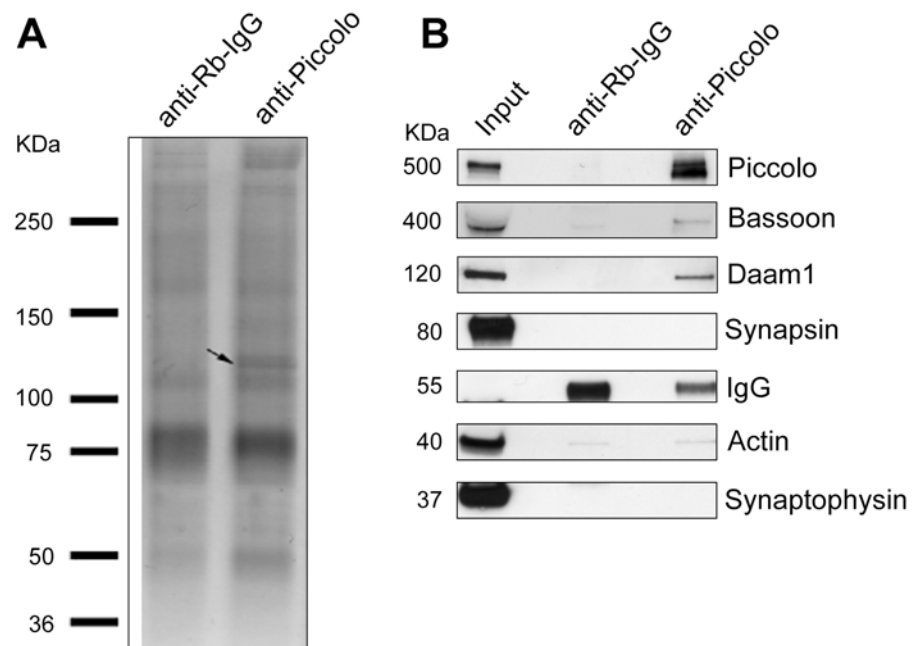 A
anti-Rb-IgG
anti-Piccolo
KDa
250
150
100
75
50
36
B
Input
anti-Rb-IgG
anti-Piccolo
KDa
500 Piccolo
400 Bassoon
120 Daam1
80 Synapsin
55 IgG
40 Actin
37 Synaptophysin